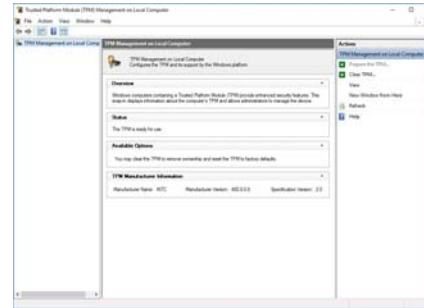 Trusted Platform Module (TPM) Management on Local Computer
File Action View Window Help
TPM Management on Local Comp
TPM Management on Local Computer
TPM Management on Local Computer
Configures the TPM and its support by the Windows platform
Overview
Windows computers containing a Trusted Platform Module (TPM) provide enhanced security features. This
snap-in displays information about the computer's TPM and allows administrators to manage the device.
Status
The TPM is ready for use.
Available Options
You may clear the TPM to remove ownership and reset the TPM to factory defaults.
TPM Manufacturer Information
Manufacturer Name: INTC Manufacturer Version: Specification Version: 2.0
Actions
TPM Management on Local Computer
Prepare the TPM...
Clear TPM...
View
New Window from Here
Refresh
Help